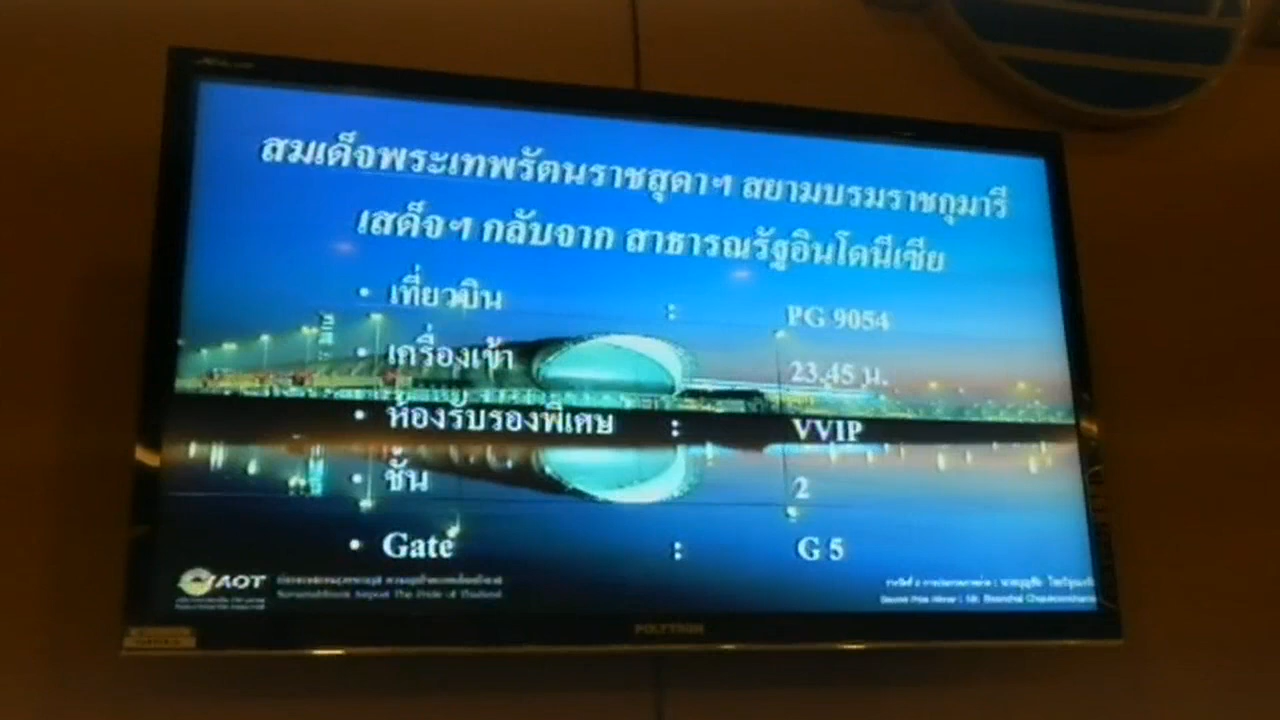 สมเด็จพระเทพรัตนราชสุดาฯ สยามบรมราชกุมารี
เสด็จฯ กลับจาก สาธารณรัฐอินโดนีเซีย
• เที่ยวบิน : PG 9054
• เครื่องเข้า 23.45 น.
• ห้องรับรองพิเศษ : VVIP
• ชั้น 2
• Gate : G 5
AOT
Suvarnabhumi Airport The Pride of Thailand
POLYTRON